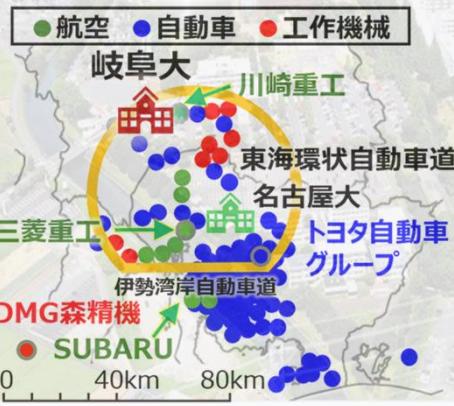 ●航空 ●自動車 ●工作機械
岐阜大
川崎重工
東海環状自動車道
名古屋大
三菱重工
トヨタ自動車
グループ
伊勢湾岸自動車道
DMG森精機
SUBARU
0 40km 80km